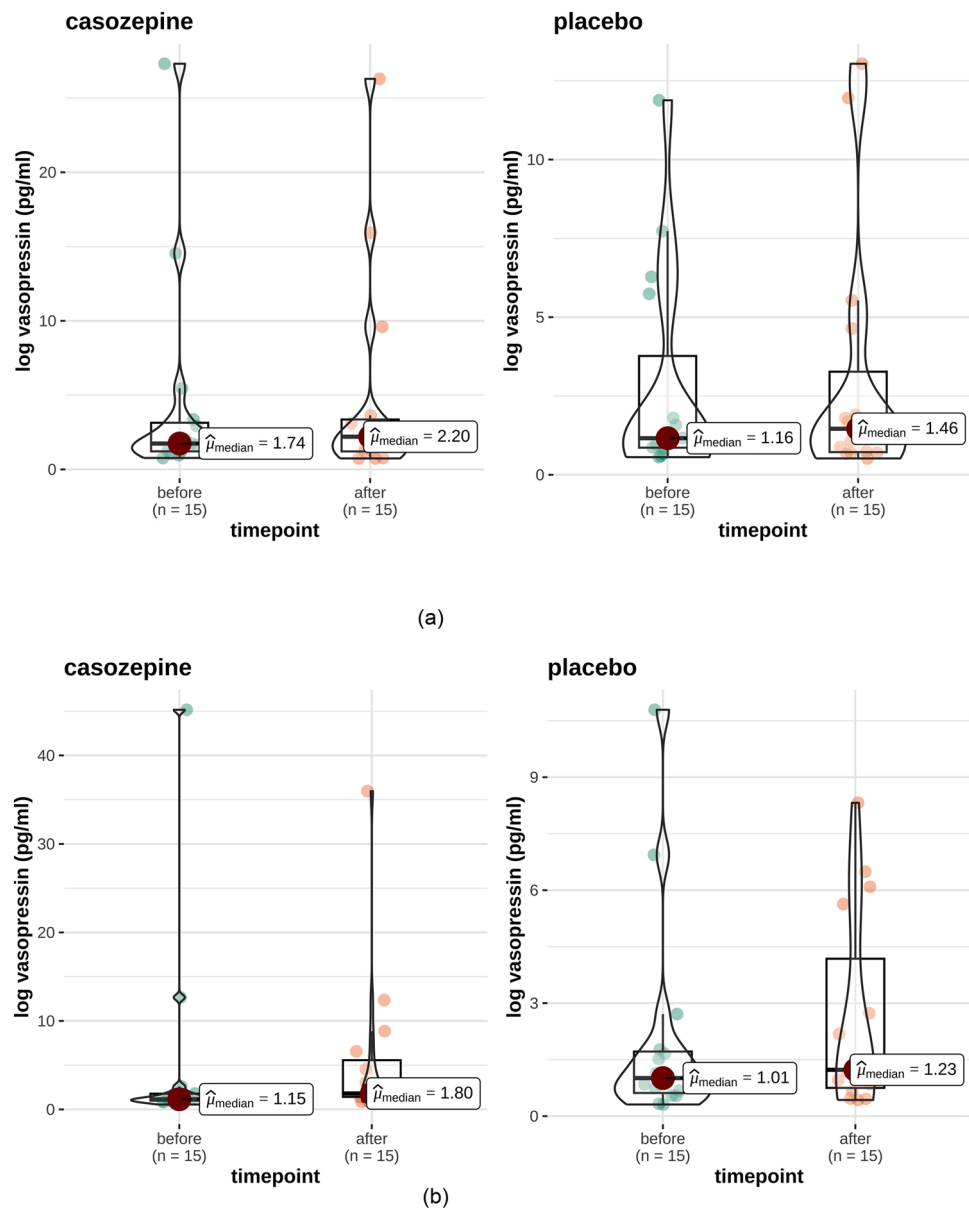 casozepine
placebo
log vasopressin (pg/ml)
20
10
0
μ̂median = 1.74
μ̂median = 2.20
before
(n = 15)
after
(n = 15)
timepoint
log vasopressin (pg/ml)
10
5
0
μ̂median = 1.16
μ̂median = 1.46
before
(n = 15)
after
(n = 15)
timepoint
(a)
casozepine
placebo
log vasopressin (pg/ml)
40
30
20
10
0
μ̂median = 1.15
μ̂median = 1.80
before
(n = 15)
after
(n = 15)
timepoint
log vasopressin (pg/ml)
9
6
3
0
μ̂median = 1.01
μ̂median = 1.23
before
(n = 15)
after
(n = 15)
timepoint
(b)